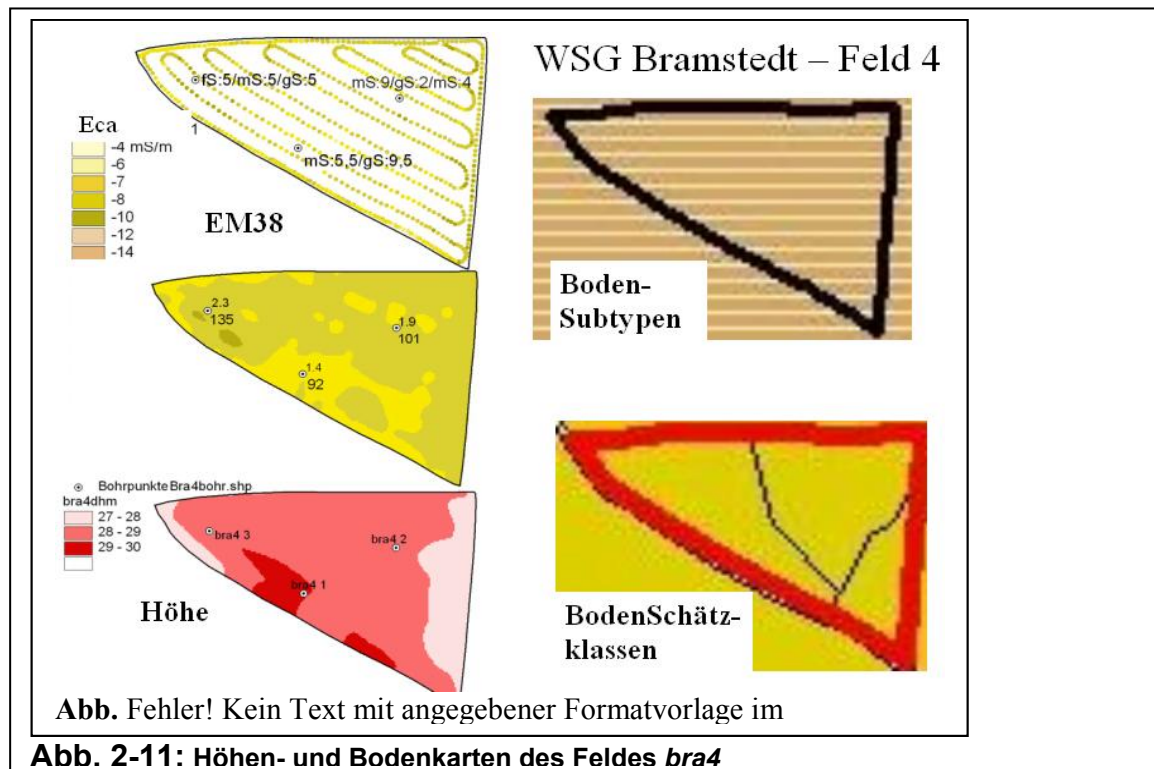 WSG Bramstedt – Feld 4
fS:5/mS:5/gS:5
mS:9/gS:2/mS:4
1
mS:5,5/gS:9,5
Eca
-4 mS/m
-6
-7
-8
-10
-12
-14
EM38
Boden-
Subtypen
2.3
135
1.9
101
1.4
92
BohrpunkteBra4bohr.shp
bra4dhm
27 - 28
28 - 29
29 - 30
bra4 3
bra4 2
bra4 1
Höhe
BodenSchätz-
klassen
Abb. Fehler! Kein Text mit angegebener Formatvorlage im
Abb. 2-11: Höhen- und Bodenkarten des Feldes bra4